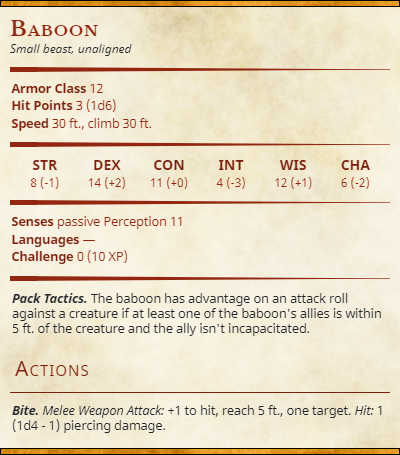 Baboon
Small beast, unaligned
Armor Class 12
Hit Points 3 (1d6)
Speed 30 ft., climb 30 ft.
STR DEX CON INT WIS CHA
8 (-1) 14 (+2) 11 (+0) 4 (-3) 12 (+1) 6 (-2)
Senses passive Perception 11
Languages —
Challenge 0 (10 XP)
Pack Tactics. The baboon has advantage on an attack roll
against a creature if at least one of the baboon's allies is within
5 ft. of the creature and the ally isn't incapacitated.
Actions
Bite. Melee Weapon Attack: +1 to hit, reach 5 ft., one target. Hit: 1
(1d4 - 1) piercing damage.